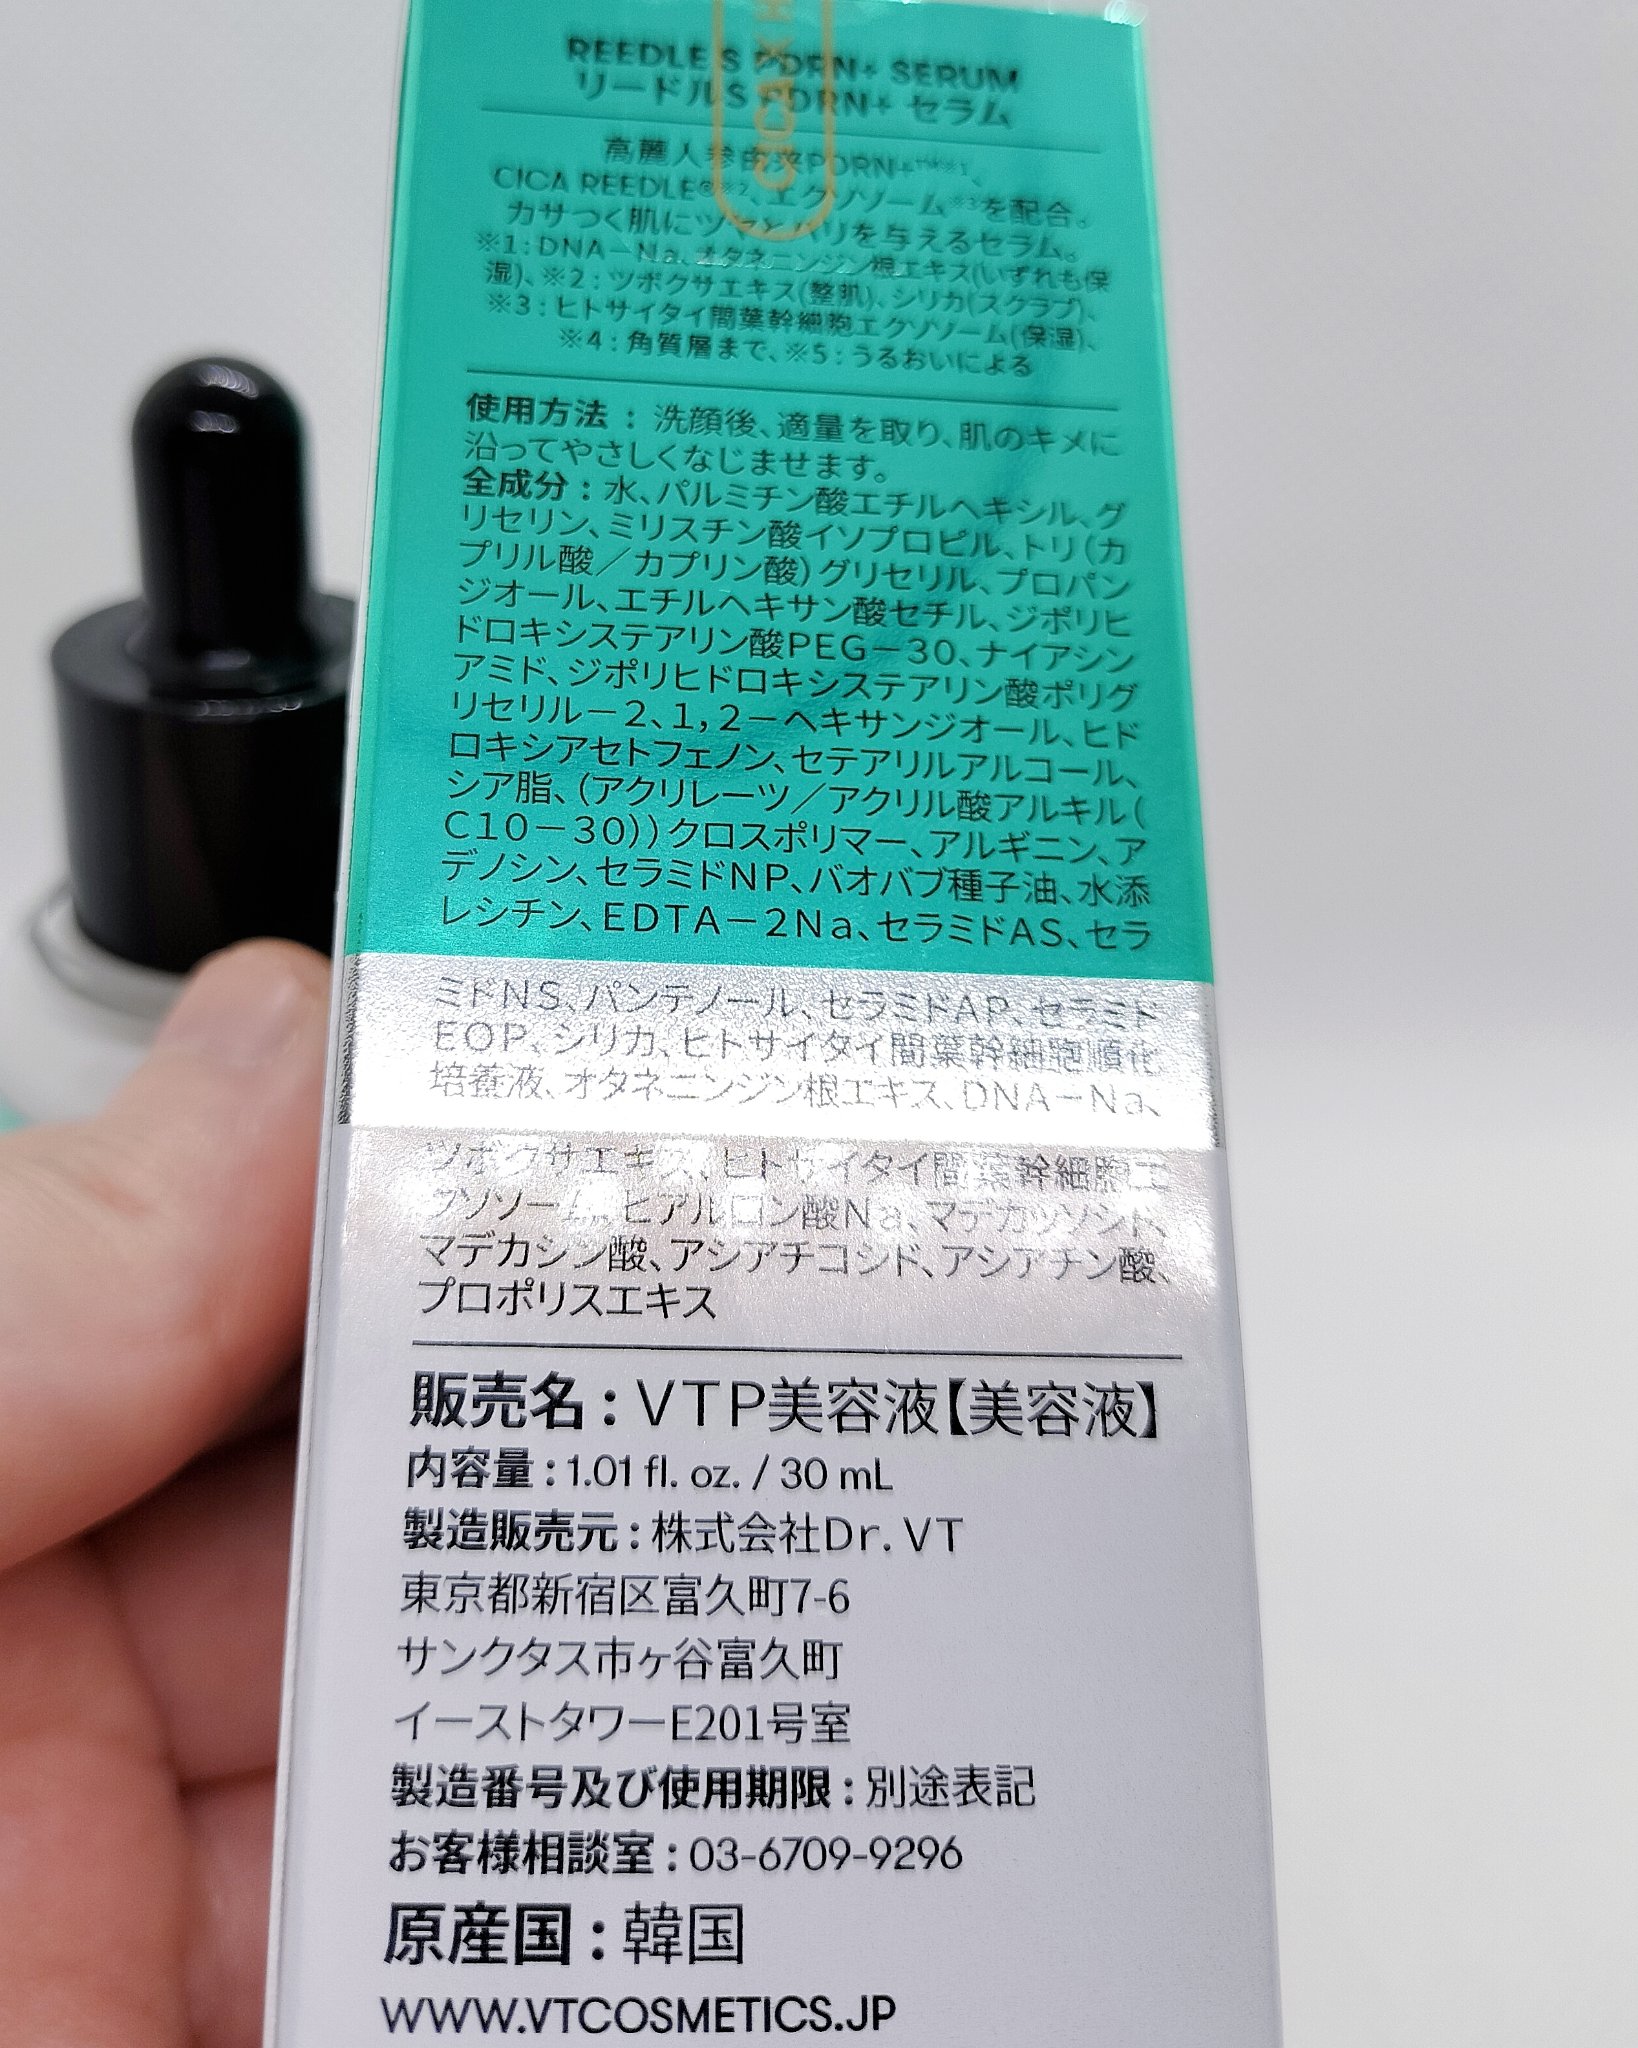 REEDLE S PDRN+ SERUM
リードルS PDRN+ セラム
高麗人参由来PDRN+™※1、
CICA REEDLE®※2、エクソソーム※3を配合。
カサつく肌にツヤとハリを与えるセラム。
※1：DNA－Na、オタネニンジン根エキス(いずれも保
湿)、※2：ツボクサエキス(整肌)、シリカ(スクラブ)、
※3：ヒトサイタイ間葉幹細胞エクソソーム(保湿)、
※4：角質層まで、※5：うるおいによる
使用方法：洗顔後、適量を取り、肌のキメに
沿ってやさしくなじませます。
全成分：水、パルミチン酸エチルヘキシル、グ
リセリン、ミリスチン酸イソプロピル、トリ（カ
プリル酸／カプリン酸）グリセリル、プロパン
ジオール、エチルヘキサン酸セチル、ジポリヒ
ドロキシステアリン酸PEG－30、ナイアシン
アミド、ジポリヒドロキシステアリン酸ポリグ
リセリル－2、1，2－ヘキサンジオール、ヒド
ロキシアセトフェノン、セテアリルアルコール、
シア脂、（アクリレーツ／アクリル酸アルキル（
C10－30））クロスポリマー、アルギニン、ア
デノシン、セラミドNP、バオバブ種子油、水添
レシチン、EDTA－2Na、セラミドAS、セラ
ミドNS、パンテノール、セラミドAP、セラミド
EOP、シリカ、ヒトサイタイ間葉幹細胞順化
培養液、オタネニンジン根エキス、DNA－Na、
ツボクサエキス、ヒトサイタイ間葉幹細胞エ
クソソーム、ヒアルロン酸Na、マデカッソシド、
マデカシン酸、アシアチコシド、アシアチン酸、
プロポリスエキス
販売名：VTP美容液【美容液】
内容量：1.01 fl. oz. / 30 mL
製造販売元：株式会社Dr. VT
東京都新宿区富久町7-6
サンクタス市ヶ谷富久町
イーストタワーE201号室
製造番号及び使用期限：別途表記
お客様相談室：03-6709-9296
原産国：韓国
WWW.VTCOSMETICS.JP